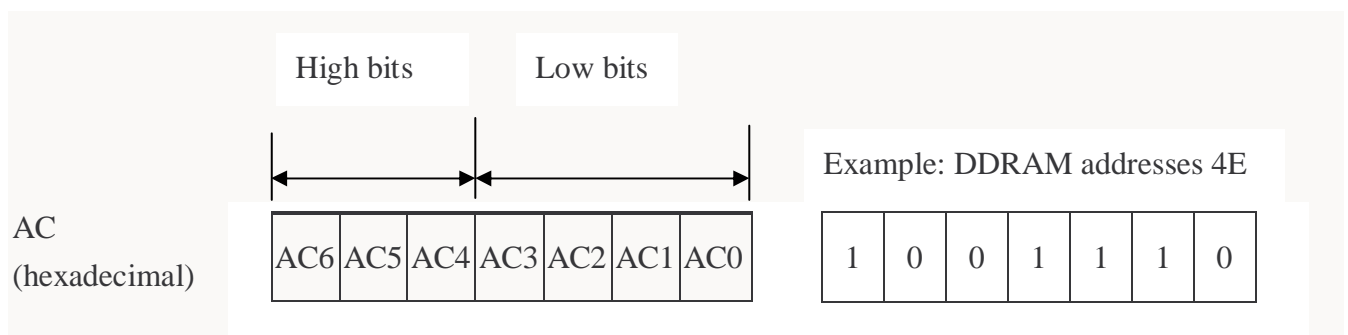 High bits Low bits
Example: DDRAM addresses 4E
AC
(hexadecimal)
AC6 AC5 AC4 AC3 AC2 AC1 AC0 1 0 0 1 1 1 0